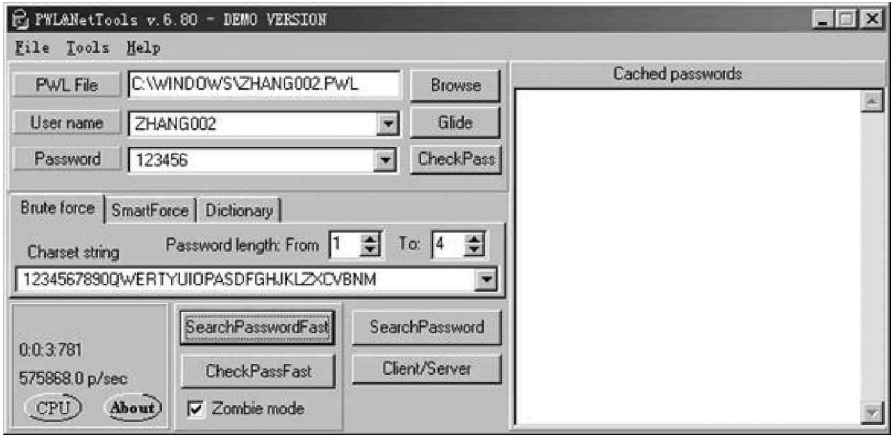 PWL&NetTools v.6.80 - DEMO VERSION
File Tools Help
PWL File C:\WINDOWS\ZHANG002.PWL Browse
User name ZHANG002 Glide
Password 123456 CheckPass
Brute force SmartForce Dictionary
Charset string Password length: From 1 To: 4
1234567890QWERTYUIOPASDFGHJKLZXCVBNM
0:0:3:781
575868.0 p/sec
CPU About
SearchPasswordFast SearchPassword
CheckPassFast Client/Server
Zombie mode
Cached passwords